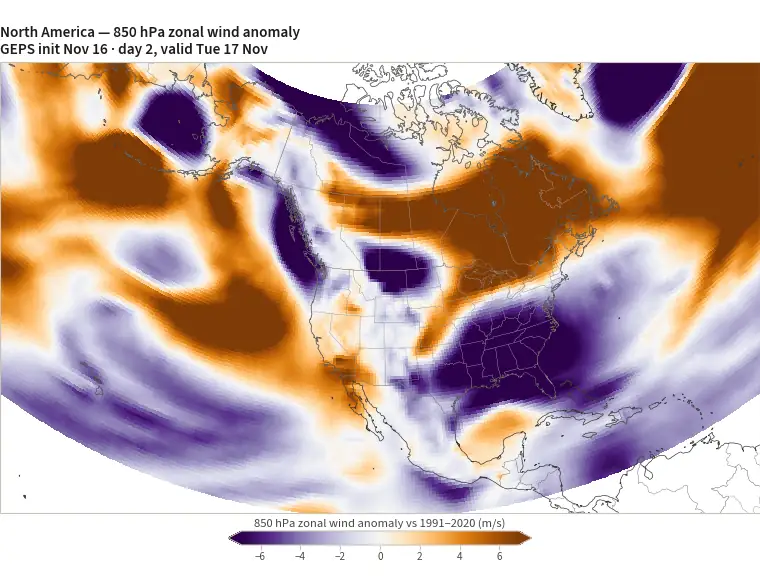 North America — 850 hPa zonal wind anomaly
GEPS init Nov 16 · day 2, valid Tue 17 Nov
850 hPa zonal wind anomaly vs 1991–2020 (m/s)
−6 −4 −2 0 2 4 6